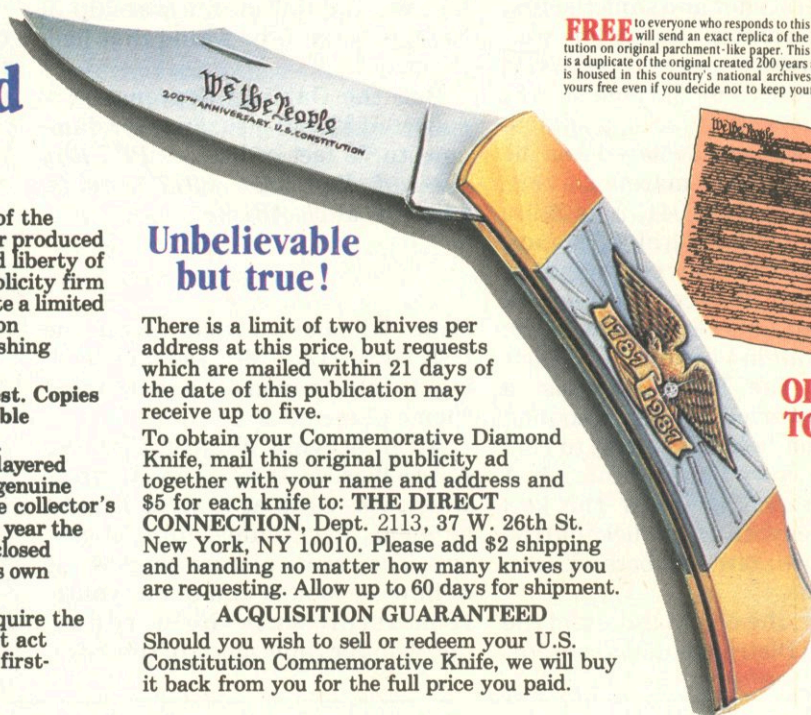 d
of the
r produced
d liberty of
plicity firm
te a limited
on
shing
est. Copies
ble
layered
genuine
e collector's
year the
closed
s own
quire the
t act
first-
We the People
200TH ANNIVERSARY U.S. CONSTITUTION
Unbelievable
but true!
There is a limit of two knives per
address at this price, but requests
which are mailed within 21 days of
the date of this publication may
receive up to five.
To obtain your Commemorative Diamond
Knife, mail this original publicity ad
together with your name and address and
$5 for each knife to: THE DIRECT
CONNECTION, Dept. 2113, 37 W. 26th St.
New York, NY 10010. Please add $2 shipping
and handling no matter how many knives you
are requesting. Allow up to 60 days for shipment.
ACQUISITION GUARANTEED
Should you wish to sell or redeem your U.S.
Constitution Commemorative Knife, we will buy
it back from you for the full price you paid.
1787
1987
FREE to everyone who responds to this
will send an exact replica of the
tution on original parchment-like paper. This
is a duplicate of the original created 200 years
is housed in this country's national archives
yours free even if you decide not to keep your
We the People
TO